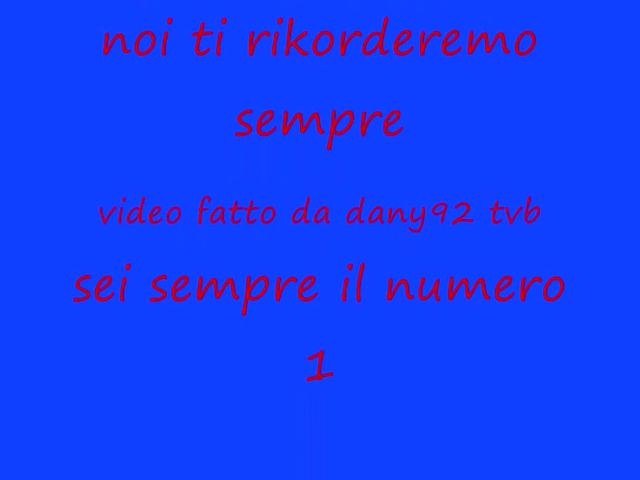 noi ti rikorderemo
sempre
video fatto da dany92 tvb
sei sempre il numero
1